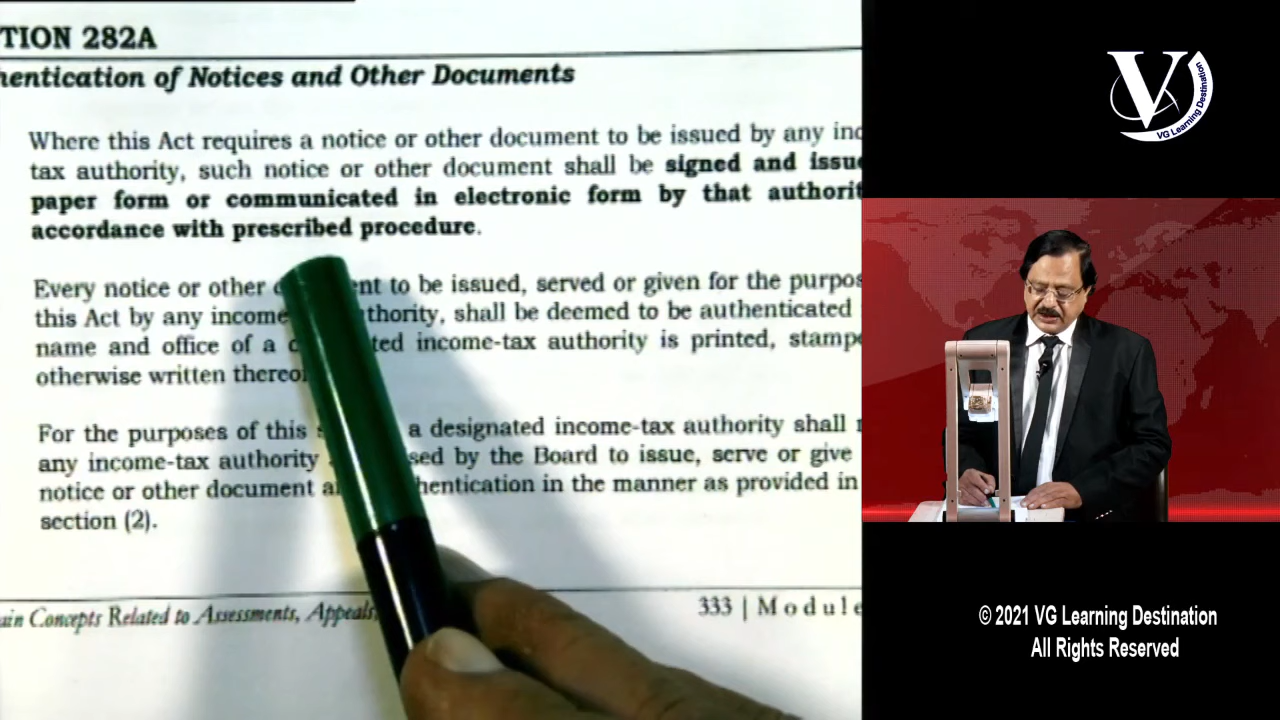 TION 282A
hentication of Notices and Other Documents
Where this Act requires a notice or other document to be issued by any inc
tax authority, such notice or other document shall be signed and issue
paper form or communicated in electronic form by that authorit
accordance with prescribed procedure.
Every notice or other ent to be issued, served or given for the purpos
this Act by any income thority, shall be deemed to be authenticated
name and office of a ted income-tax authority is printed, stampe
otherwise written thereo
For the purposes of this a designated income-tax authority shall
any income-tax authority sed by the Board to issue, serve or give
notice or other document a hentication in the manner as provided in
section (2).
ain Concepts Related to Assessments, Appeals,
333 | Module
V
VG Learning Destination
© 2021 VG Learning Destination
All Rights Reserved